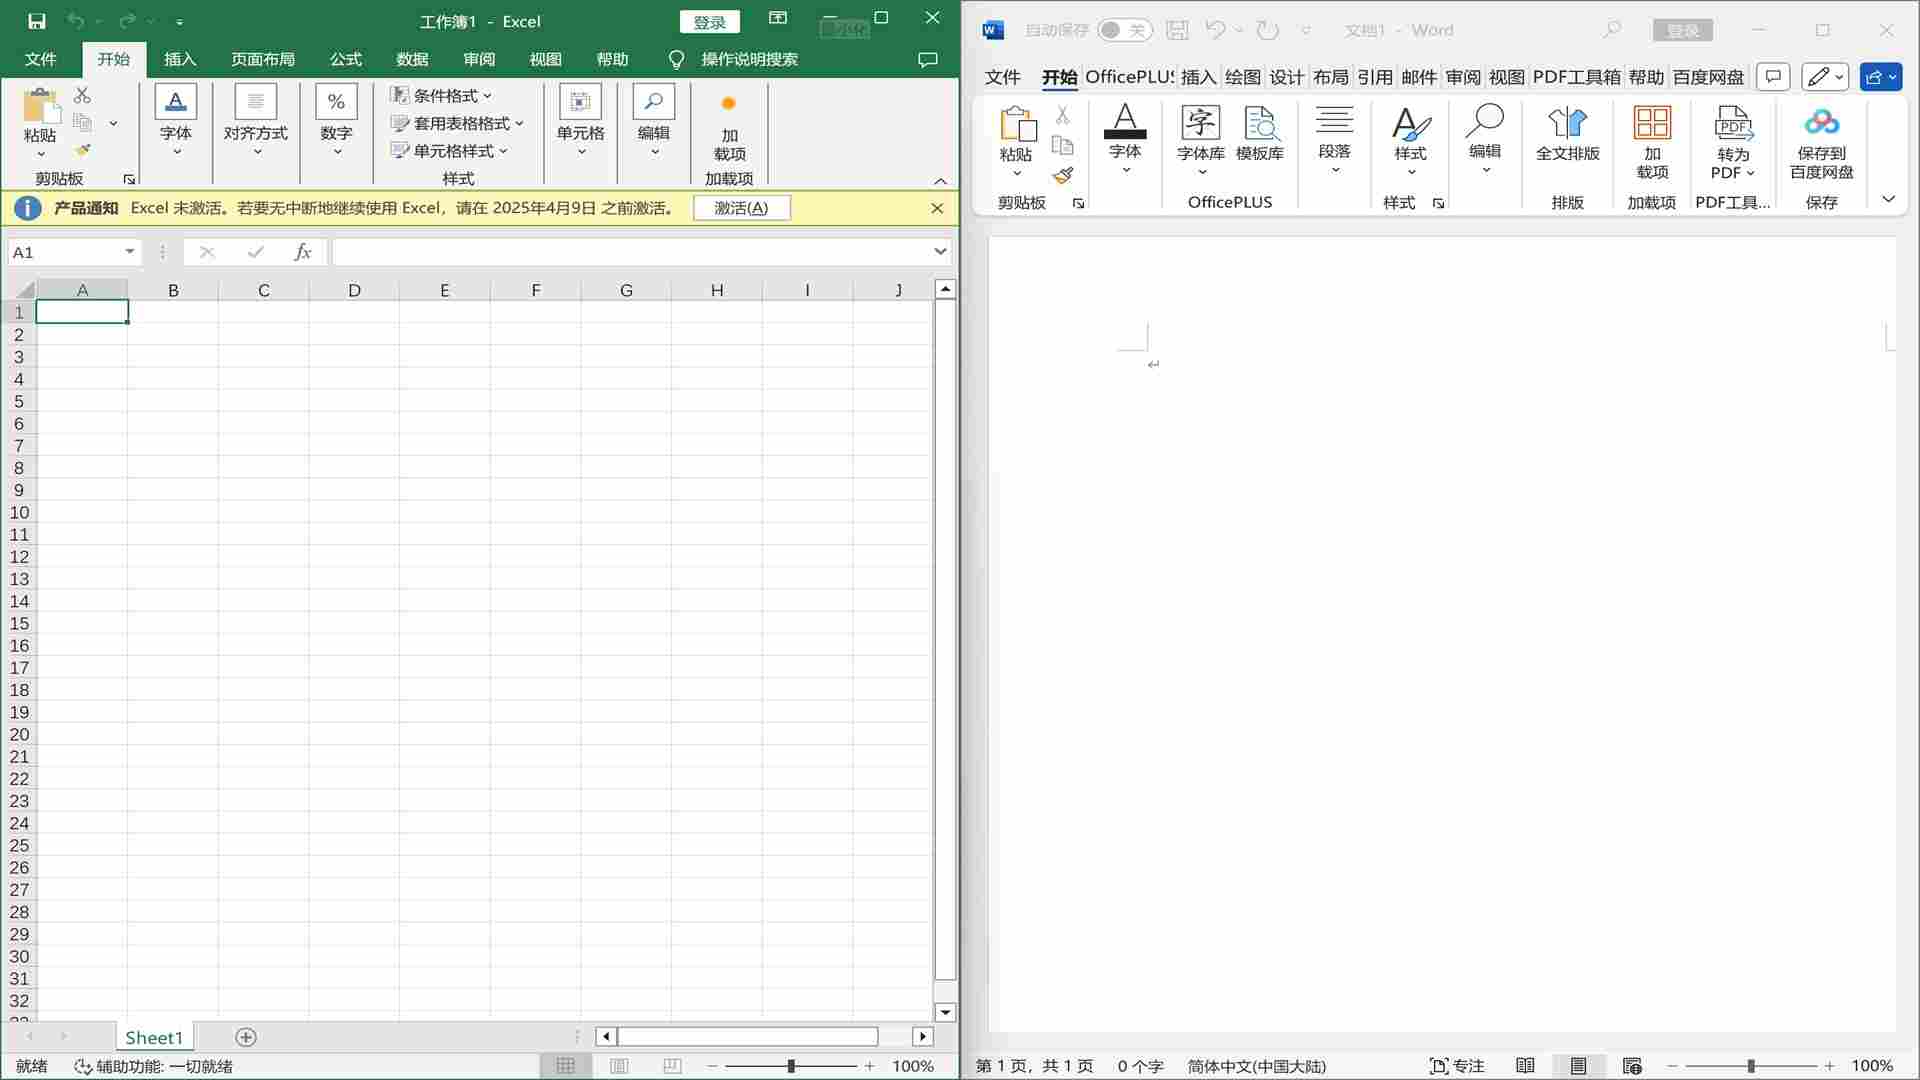 工作簿1 - Excel
登录
文件 开始 插入 页面布局 公式 数据 审阅 视图 帮助 操作说明搜索
粘贴 字体 对齐方式 % 数字 条件格式 套用表格格式 单元格样式 单元格 编辑 加载项
剪贴板 样式 加载项
产品通知 Excel 未激活。若要无中断地继续使用 Excel，请在 2025年4月9日 之前激活。 激活(A)
A1 fx
A B C D E F G H I J
1
2
3
4
5
6
7
8
9
10
11
12
13
14
15
16
17
18
19
20
21
22
23
24
25
26
27
28
29
30
31
32
Sheet1
就绪 辅助功能: 一切就绪 100%
自动保存 关 文档1 - Word 登录
文件 开始 OfficePLUS 插入 绘图 设计 布局 引用 邮件 审阅 视图 PDF工具箱 帮助 百度网盘
粘贴 字体 字体库 模板库 段落 样式 编辑 全文排版 加载项 转为PDF 保存到百度网盘
剪贴板 OfficePLUS 样式 排版 加载项 PDF工具... 保存
第 1 页，共 1 页 0 个字 简体中文(中国大陆) 专注 100%